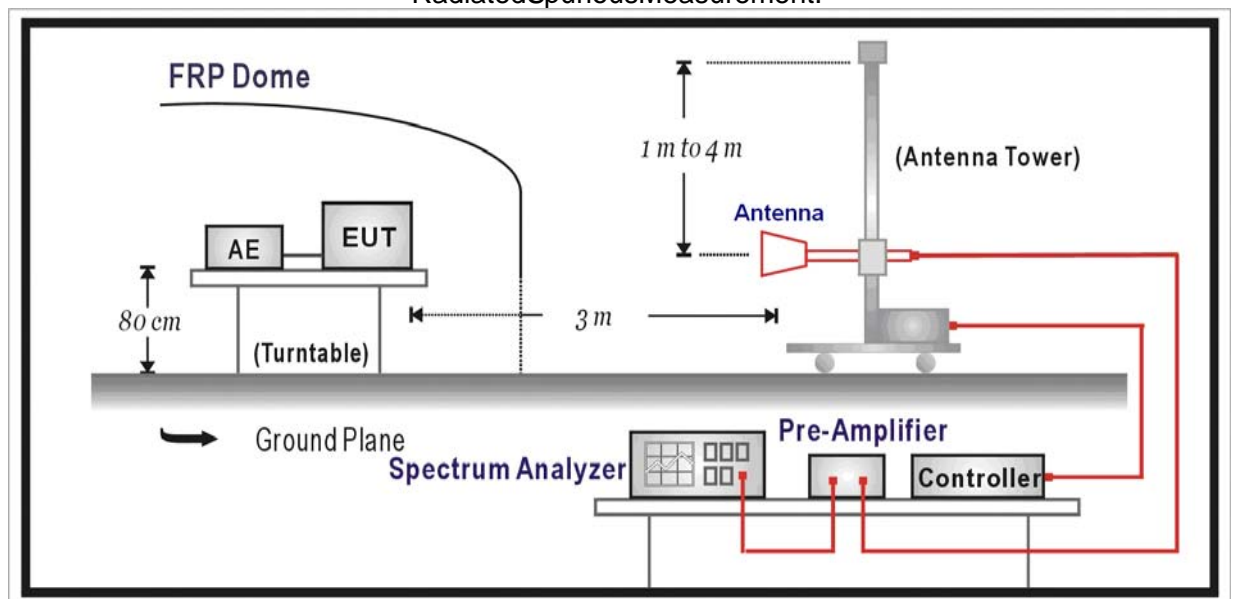 RadiatedSpuriousMeasurement:
FRP Dome
1 m to 4 m
(Antenna Tower)
Antenna
AE
EUT
80 cm
3 m
(Turntable)
Ground Plane
Pre-Amplifier
Spectrum Analyzer
Controller